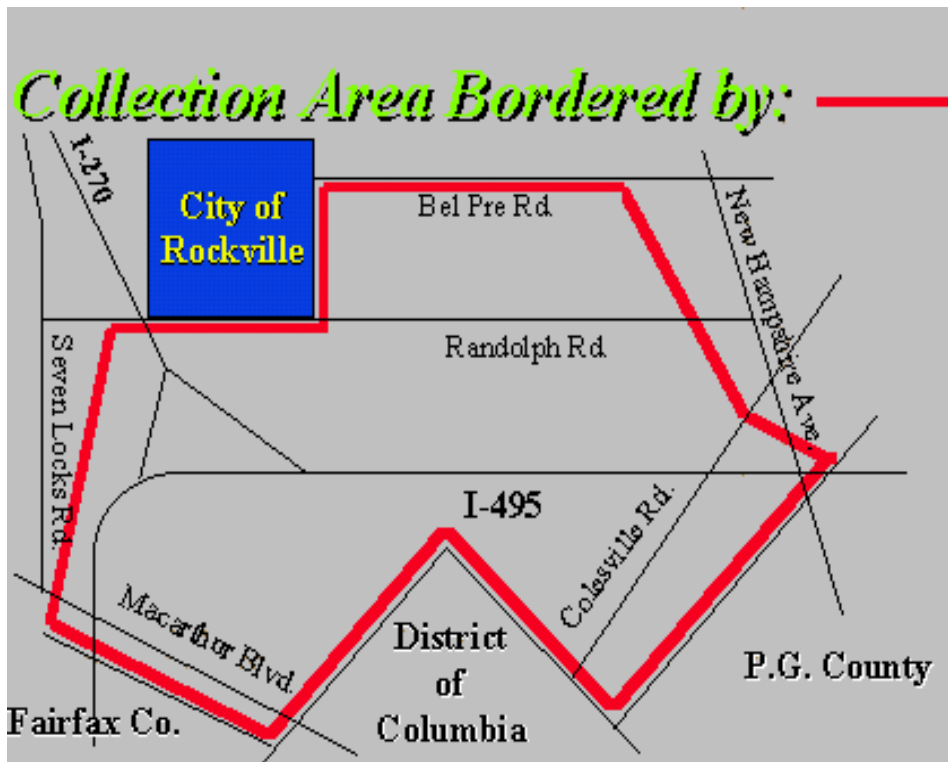 Collection Area Bordered by:
I-270
City of
Rockville
Bel Pre Rd.
New Hampshire Ave.
Randolph Rd.
Seven Locks Rd.
I-495
Colesville Rd.
Macarthur Blvd.
District
of
Columbia
P.G. County
Fairfax Co.